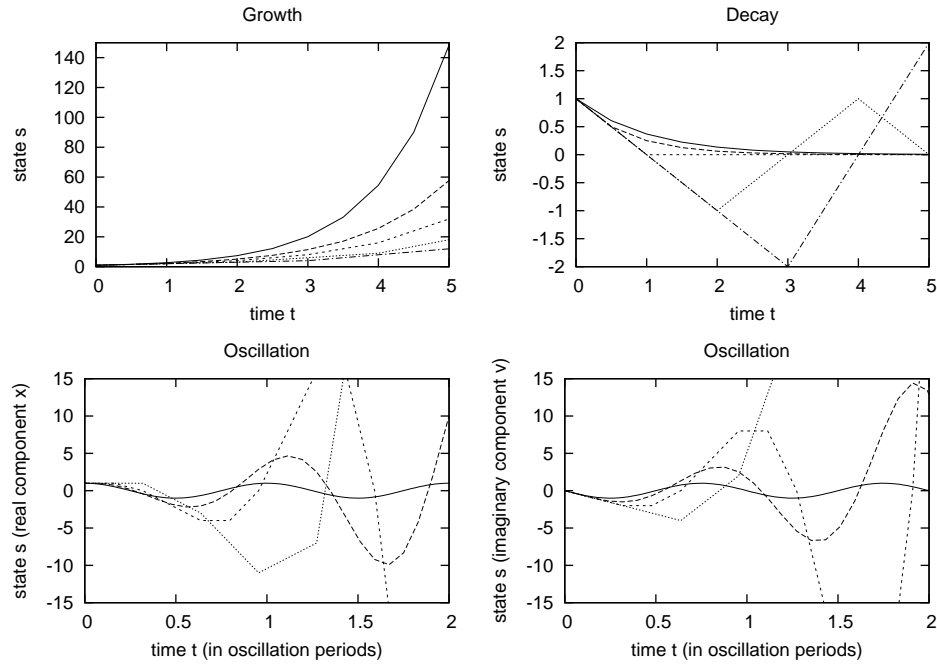 Growth
state s
0
20
40
60
80
100
120
140
0 1 2 3 4 5
time t
Decay
state s
-2
-1
-0.5
-1
0
0.5
1
1.5
2
0 1 2 3 4 5
time t
Oscillation
state s (real component x)
-15
-10
-5
0
5
10
15
0 0.5 1 1.5 2
time t (in oscillation periods)
Oscillation
state s (imaginary component v)
-15
-10
-5
0
5
10
15
0 0.5 1 1.5 2
time t (in oscillation periods)